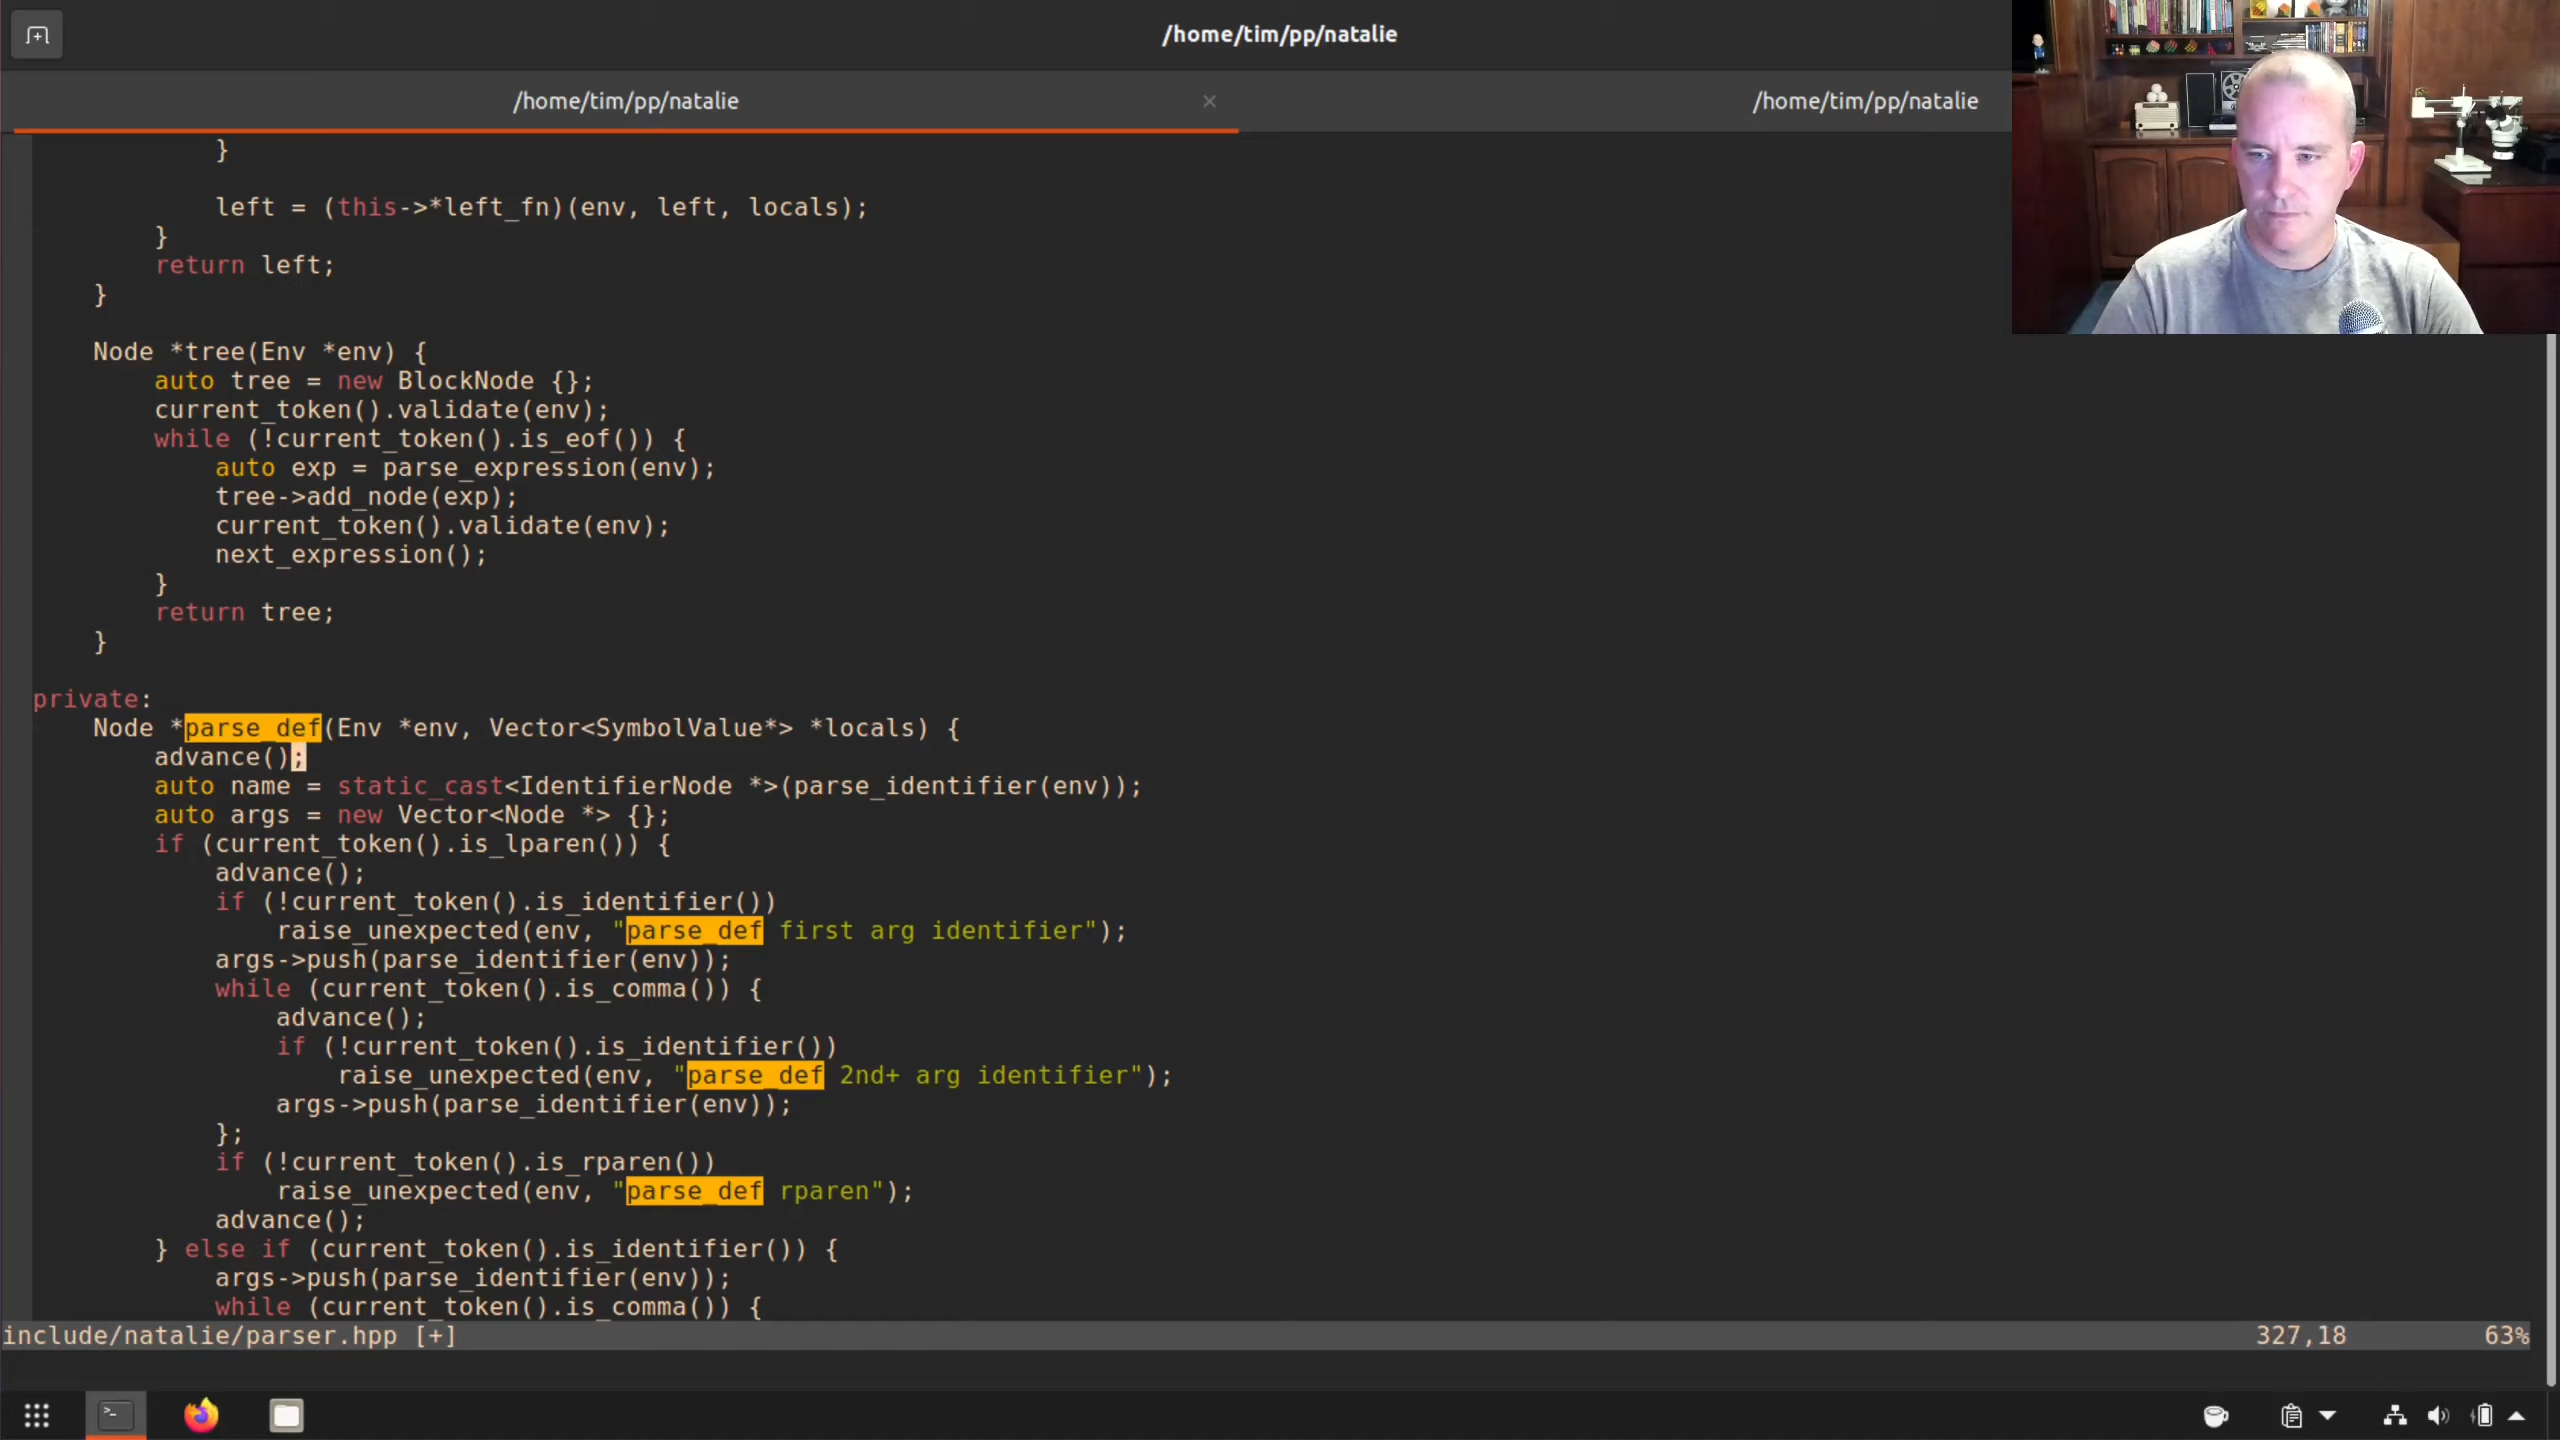 /home/tim/pp/natalie
/home/tim/pp/natalie × /home/tim/pp/natalie
        }

        left = (this->*left_fn)(env, left, locals);
    }
    return left;
}

Node *tree(Env *env) {
    auto tree = new BlockNode {};
    current_token().validate(env);
    while (!current_token().is_eof()) {
        auto exp = parse_expression(env);
        tree->add_node(exp);
        current_token().validate(env);
        next_expression();
    }
    return tree;
}

private:
    Node *parse_def(Env *env, Vector<SymbolValue*> *locals) {
        advance();
        auto name = static_cast<IdentifierNode *>(parse_identifier(env));
        auto args = new Vector<Node *> {};
        if (current_token().is_lparen()) {
            advance();
            if (!current_token().is_identifier())
                raise_unexpected(env, "parse_def first arg identifier");
            args->push(parse_identifier(env));
            while (current_token().is_comma()) {
                advance();
                if (!current_token().is_identifier())
                    raise_unexpected(env, "parse_def 2nd+ arg identifier");
                args->push(parse_identifier(env));
            };
            if (!current_token().is_rparen())
                raise_unexpected(env, "parse_def rparen");
            advance();
        } else if (current_token().is_identifier()) {
            args->push(parse_identifier(env));
            while (current_token().is_comma()) {
include/natalie/parser.hpp [+] 327,18 63%